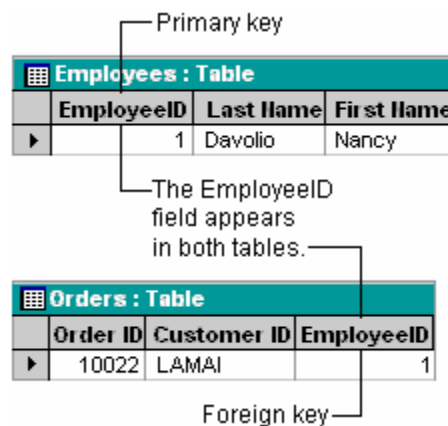 Primary key
Employees : Table
EmployeeID Last Name First Name
1 Davolio Nancy
The EmployeeID
field appears
in both tables.
Orders : Table
Order ID Customer ID EmployeeID
10022 LAMAI 1
Foreign key